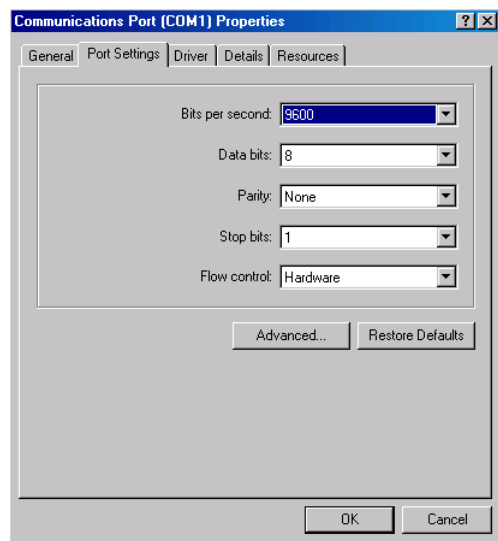 Communications Port (COM1) Properties ? X
General Port Settings Driver Details Resources
Bits per second: 9600
Data bits: 8
Parity: None
Stop bits: 1
Flow control: Hardware
Advanced... Restore Defaults
OK Cancel